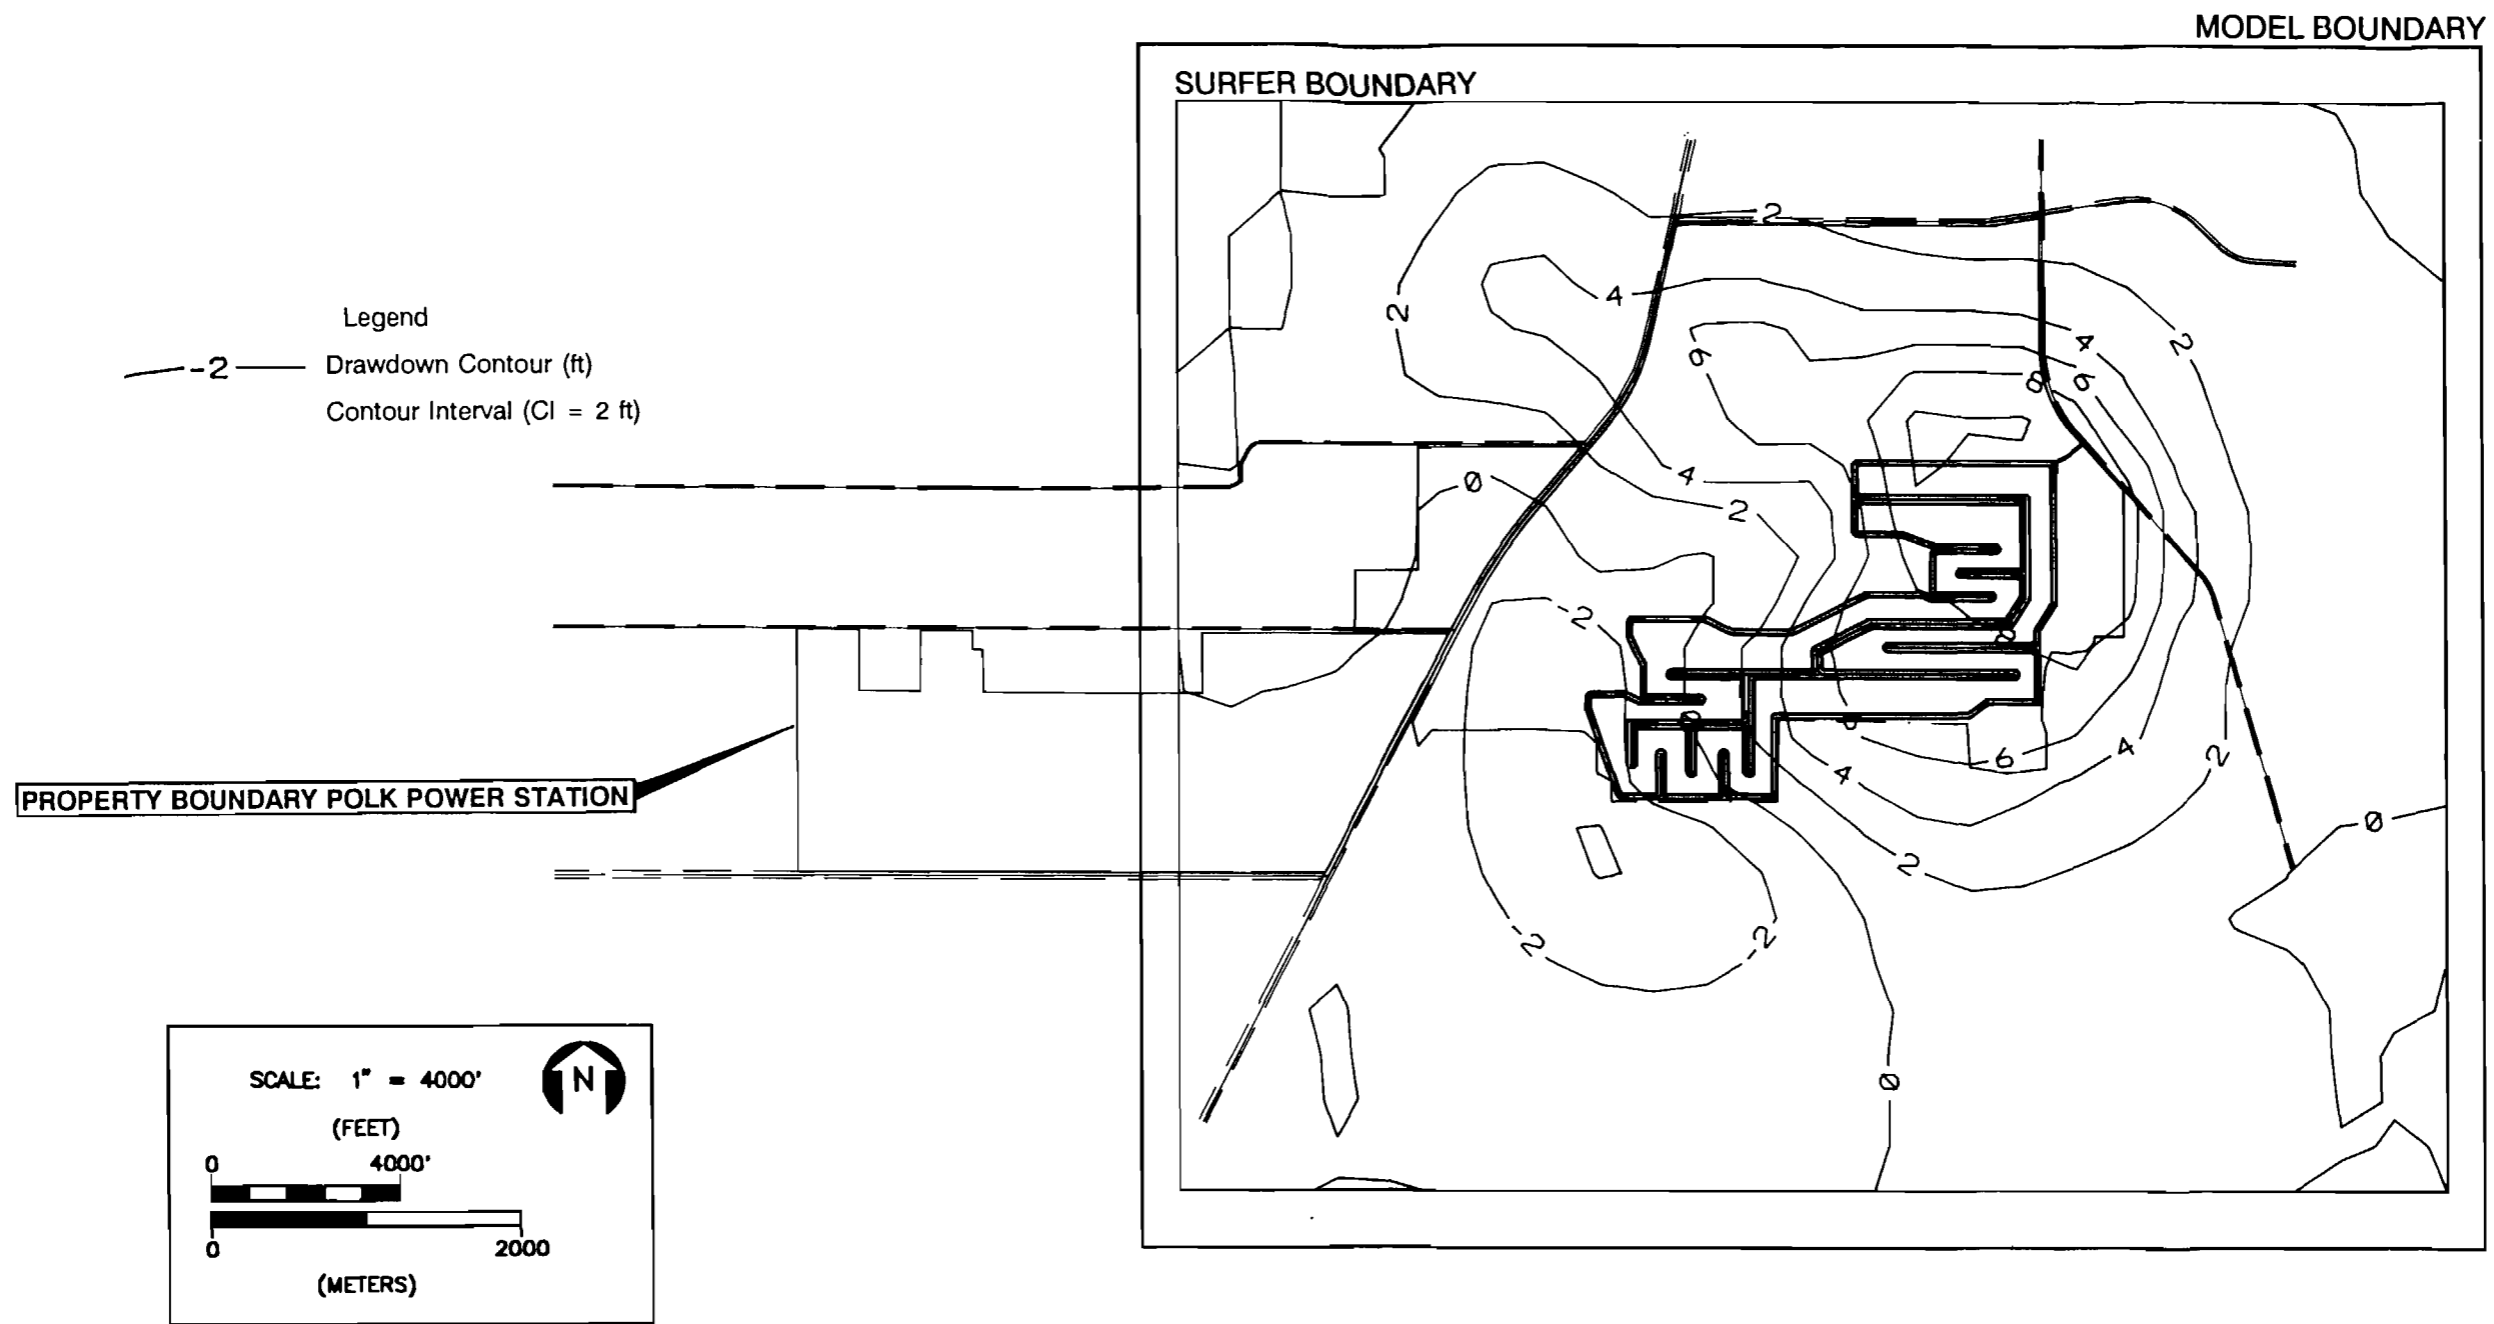 MODEL BOUNDARY
SURFER BOUNDARY
2
4
2
Legend
-2
Drawdown Contour (ft)
Contour Interval (CI = 2 ft)
6
4
2
8
6
0
4
2
-2
8
0
6
4
2
4
6
2
0
-2
-2
0
PROPERTY BOUNDARY POLK POWER STATION
SCALE: 1" = 4000'
N
(FEET)
0 4000'
0 2000
(METERS)